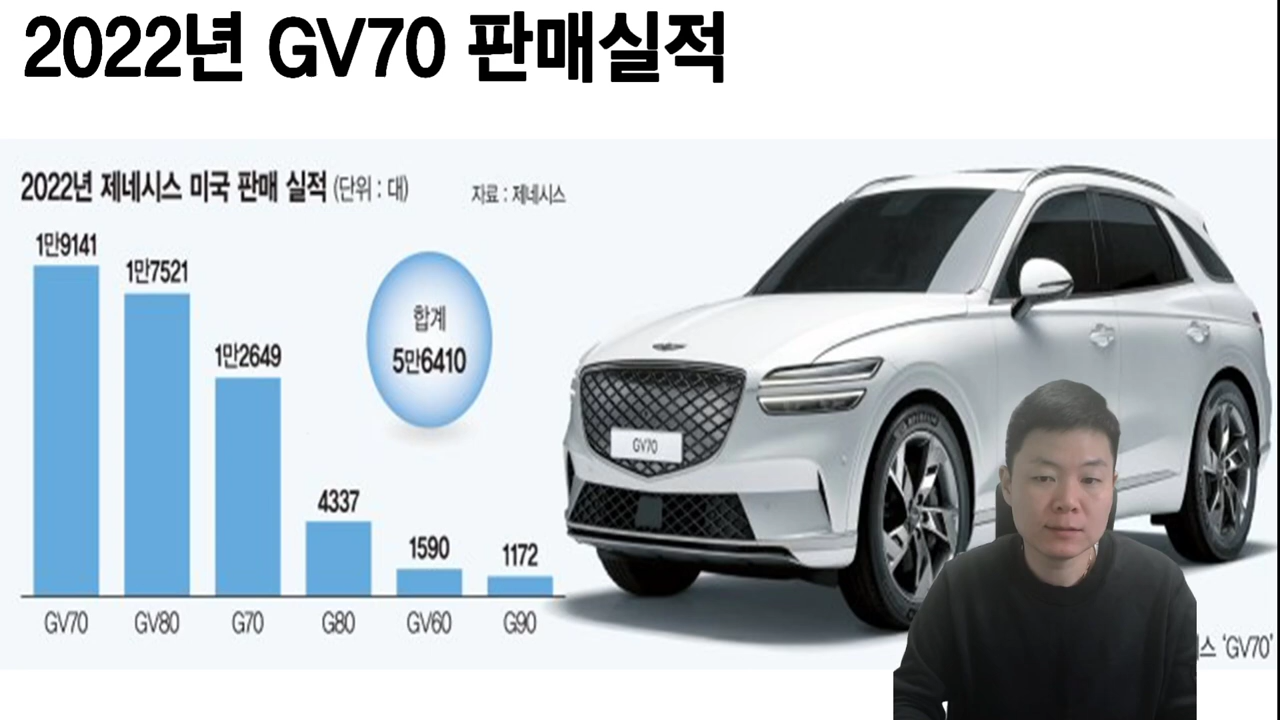 2022년 GV70 판매실적
2022년 제네시스 미국 판매 실적 (단위 : 대)
자료 : 제네시스
1만9141
1만7521
1만2649
4337
1590
1172
합계
5만6410
GV70
GV80
G70
G80
GV60
G90
GV70
스 ‘GV70’